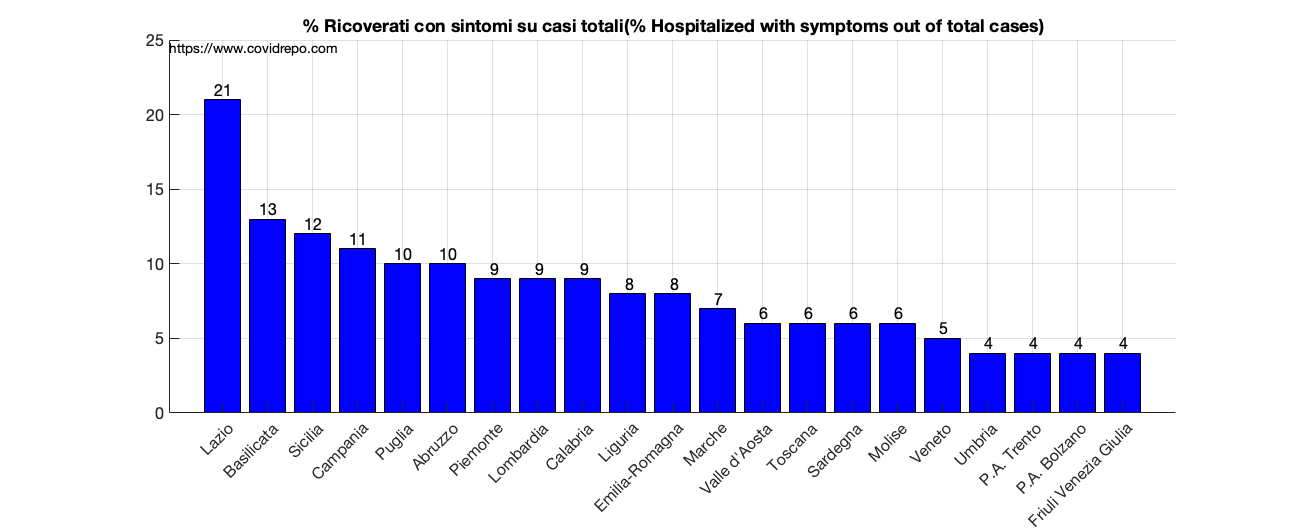 % Ricoverati con sintomi su casi totali(% Hospitalized with symptoms out of total cases)
https://www.covidrepo.com
25
20
15
10
5
0
21
13
12
11
10
10
9
9
9
8
8
7
6
6
6
6
5
4
4
4
4
Lazio
Basilicata
Sicilia
Campania
Puglia
Abruzzo
Piemonte
Lombardia
Calabria
Liguria
Emilia-Romagna
Marche
Valle d'Aosta
Toscana
Sardegna
Molise
Veneto
Umbria
P.A. Trento
P.A. Bolzano
Friuli Venezia Giulia